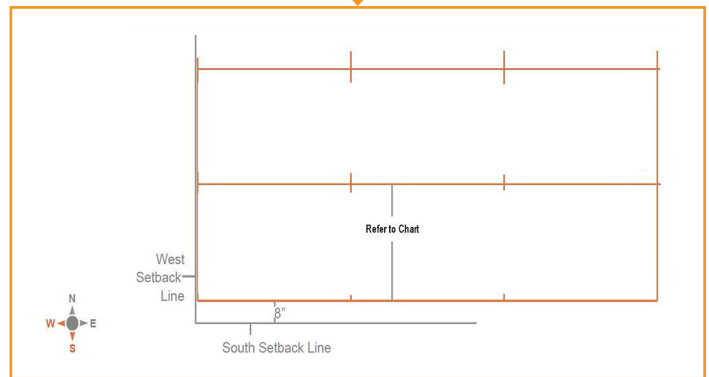 Refer to Chart
West
Setback
Line
8"
South Setback Line
N
W
E
S